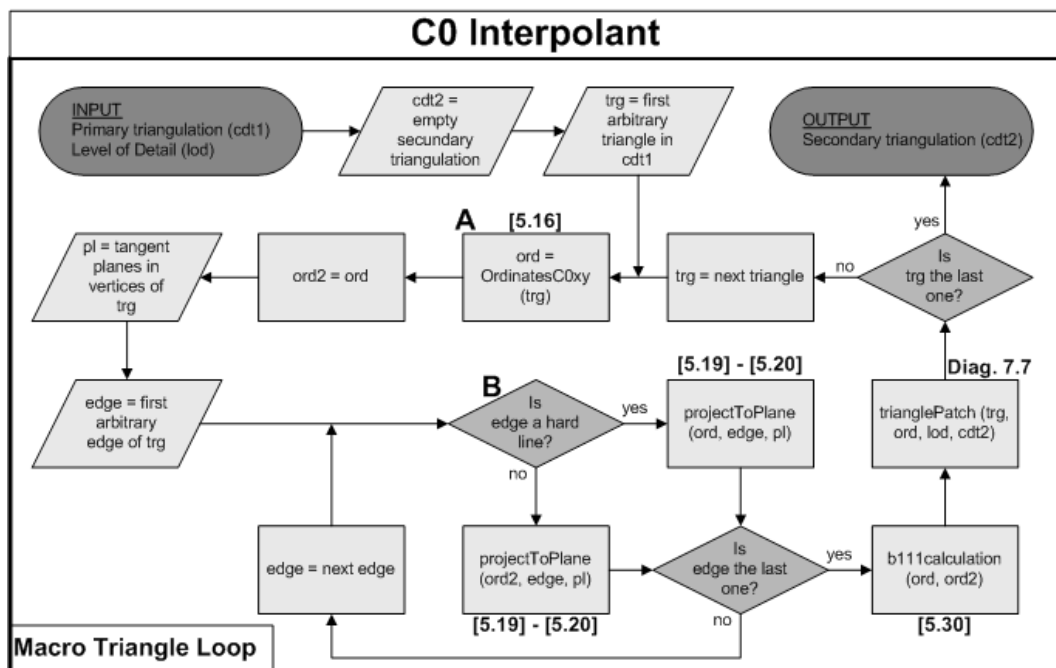 C0 Interpolant
INPUT
Primary triangulation (cdt1)
Level of Detail (lod)
cdt2 =
empty
secundary
triangulation
trg = first
arbitrary
triangle in
cdt1
OUTPUT
Secondary triangulation (cdt2)
yes
pl = tangent
planes in
vertices of
trg
ord2 = ord
A
[5.16]
ord =
OrdinatesC0xy
(trg)
trg = next triangle
no
Is
trg the last
one?
edge = first
arbitrary
edge of trg
B
Is
edge a hard
line?
yes
no
[5.19] - [5.20]
projectToPlane
(ord, edge, pl)
Diag. 7.7
trianglePatch (trg,
ord, lod, cdt2)
edge = next edge
projectToPlane
(ord2, edge, pl)
[5.19] - [5.20]
Is
edge the last
one?
yes
no
b111calculation
(ord, ord2)
[5.30]
Macro Triangle Loop